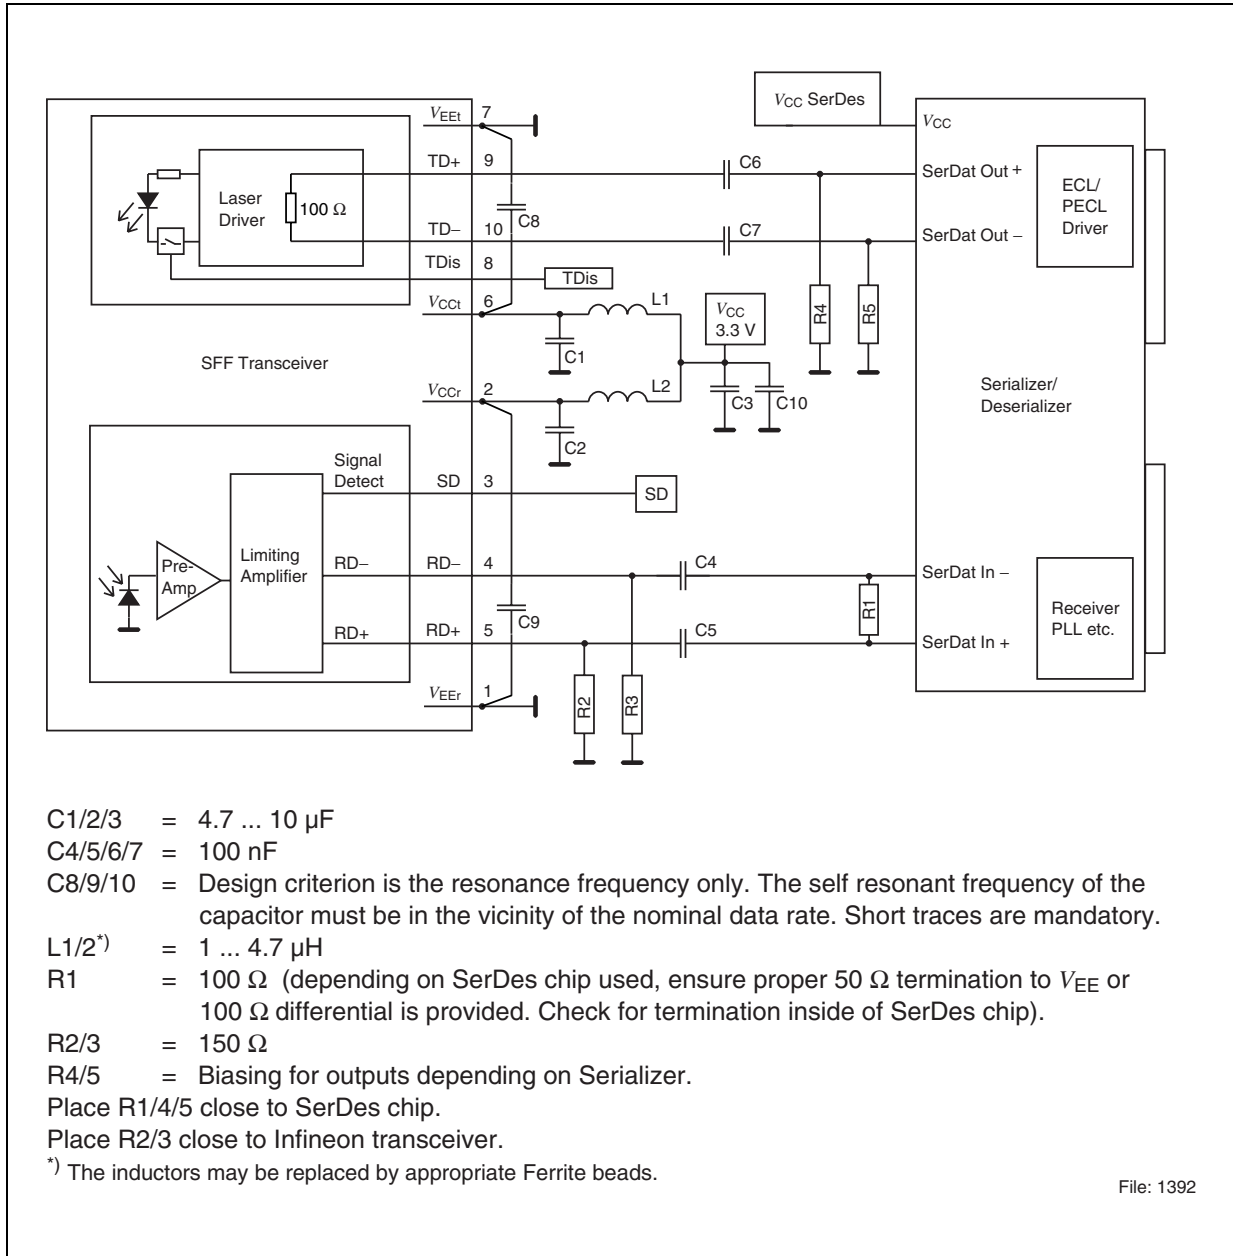 VEEt 7
VCC SerDes
VCC
TD+ 9
C6
SerDat Out +
ECL/
PECL
Driver
Laser
Driver
100 Ω
C8
TD− 10
C7
SerDat Out −
TDis 8
TDis
VCCt 6
L1
VCC
3.3 V
R4
R5
C1
SFF Transceiver
VCCr 2
L2
C3
C10
Serializer/
Deserializer
C2
Signal
Detect
SD 3
SD
Pre-
Amp
Limiting
Amplifier
RD−
RD− 4
C4
SerDat In −
R1
Receiver
PLL etc.
C9
RD+
RD+ 5
C5
SerDat In +
VEEr 1
R2
R3
C1/2/3 = 4.7 ... 10 µF
C4/5/6/7 = 100 nF
C8/9/10 = Design criterion is the resonance frequency only. The self resonant frequency of the
capacitor must be in the vicinity of the nominal data rate. Short traces are mandatory.
L1/2*) = 1 ... 4.7 µH
R1 = 100 Ω (depending on SerDes chip used, ensure proper 50 Ω termination to VEE or
100 Ω differential is provided. Check for termination inside of SerDes chip).
R2/3 = 150 Ω
R4/5 = Biasing for outputs depending on Serializer.
Place R1/4/5 close to SerDes chip.
Place R2/3 close to Infineon transceiver.
*) The inductors may be replaced by appropriate Ferrite beads.
File: 1392